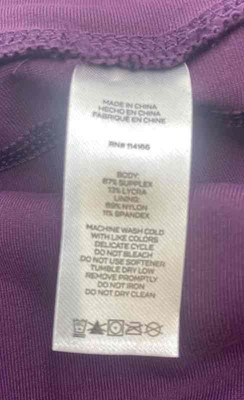 MADE IN CHINA
HECHO EN CHINA
FABRIQUE EN CHINE
RN# 114166
BODY:
87% SUPPLEX
13% LYCRA
LINING:
89% NYLON
11% SPANDEX
MACHINE WASH COLD
WITH LIKE COLORS
DELICATE CYCLE
DO NOT BLEACH
DO NOT USE SOFTENER
TUMBLE DRY LOW
REMOVE PROMPTLY
DO NOT IRON
DO NOT DRY CLEAN